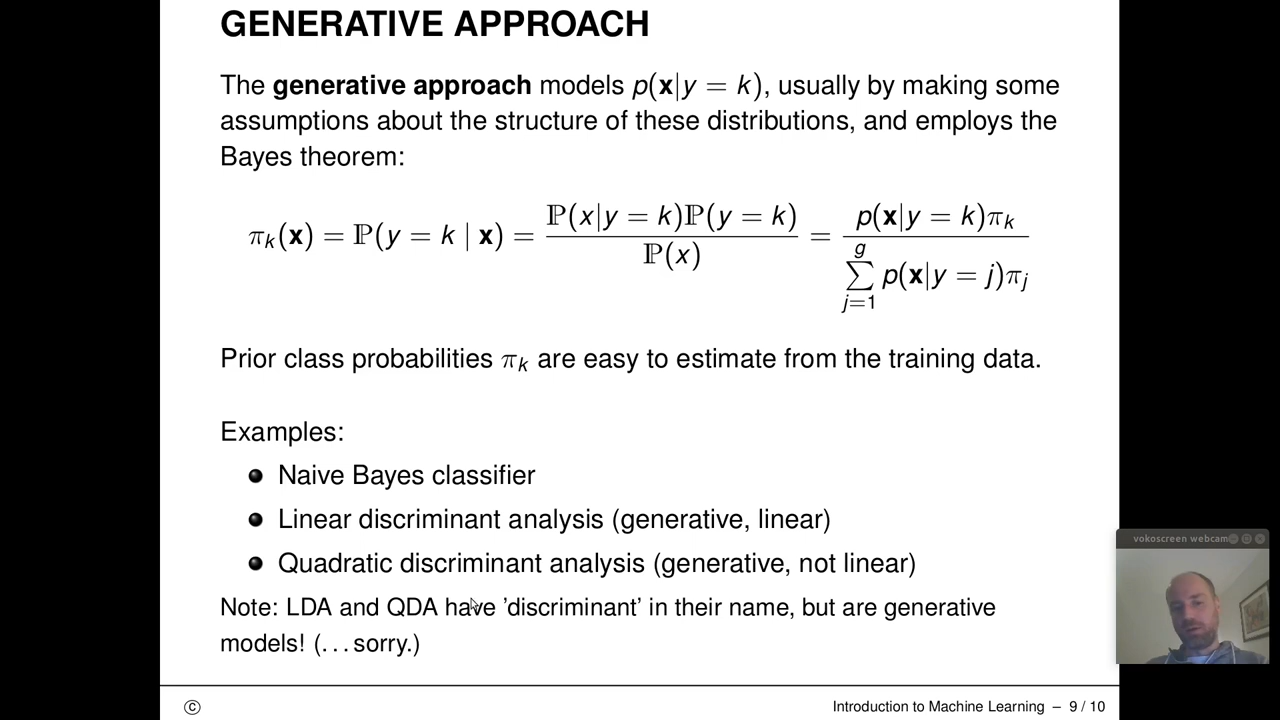 GENERATIVE APPROACH
The generative approach models p(x|y = k), usually by making some
assumptions about the structure of these distributions, and employs the
Bayes theorem:
πk(x) = ℙ(y = k | x) = ℙ(x|y = k)ℙ(y = k) / ℙ(x) = p(x|y = k)πk / ∑_{j=1}^{g} p(x|y = j)πj
Prior class probabilities πk are easy to estimate from the training data.
Examples:
Naive Bayes classifier
Linear discriminant analysis (generative, linear)
Quadratic discriminant analysis (generative, not linear)
Note: LDA and QDA have 'discriminant' in their name, but are generative
models! (. . . sorry.)
vokoscreen webcam
© Introduction to Machine Learning – 9 / 10